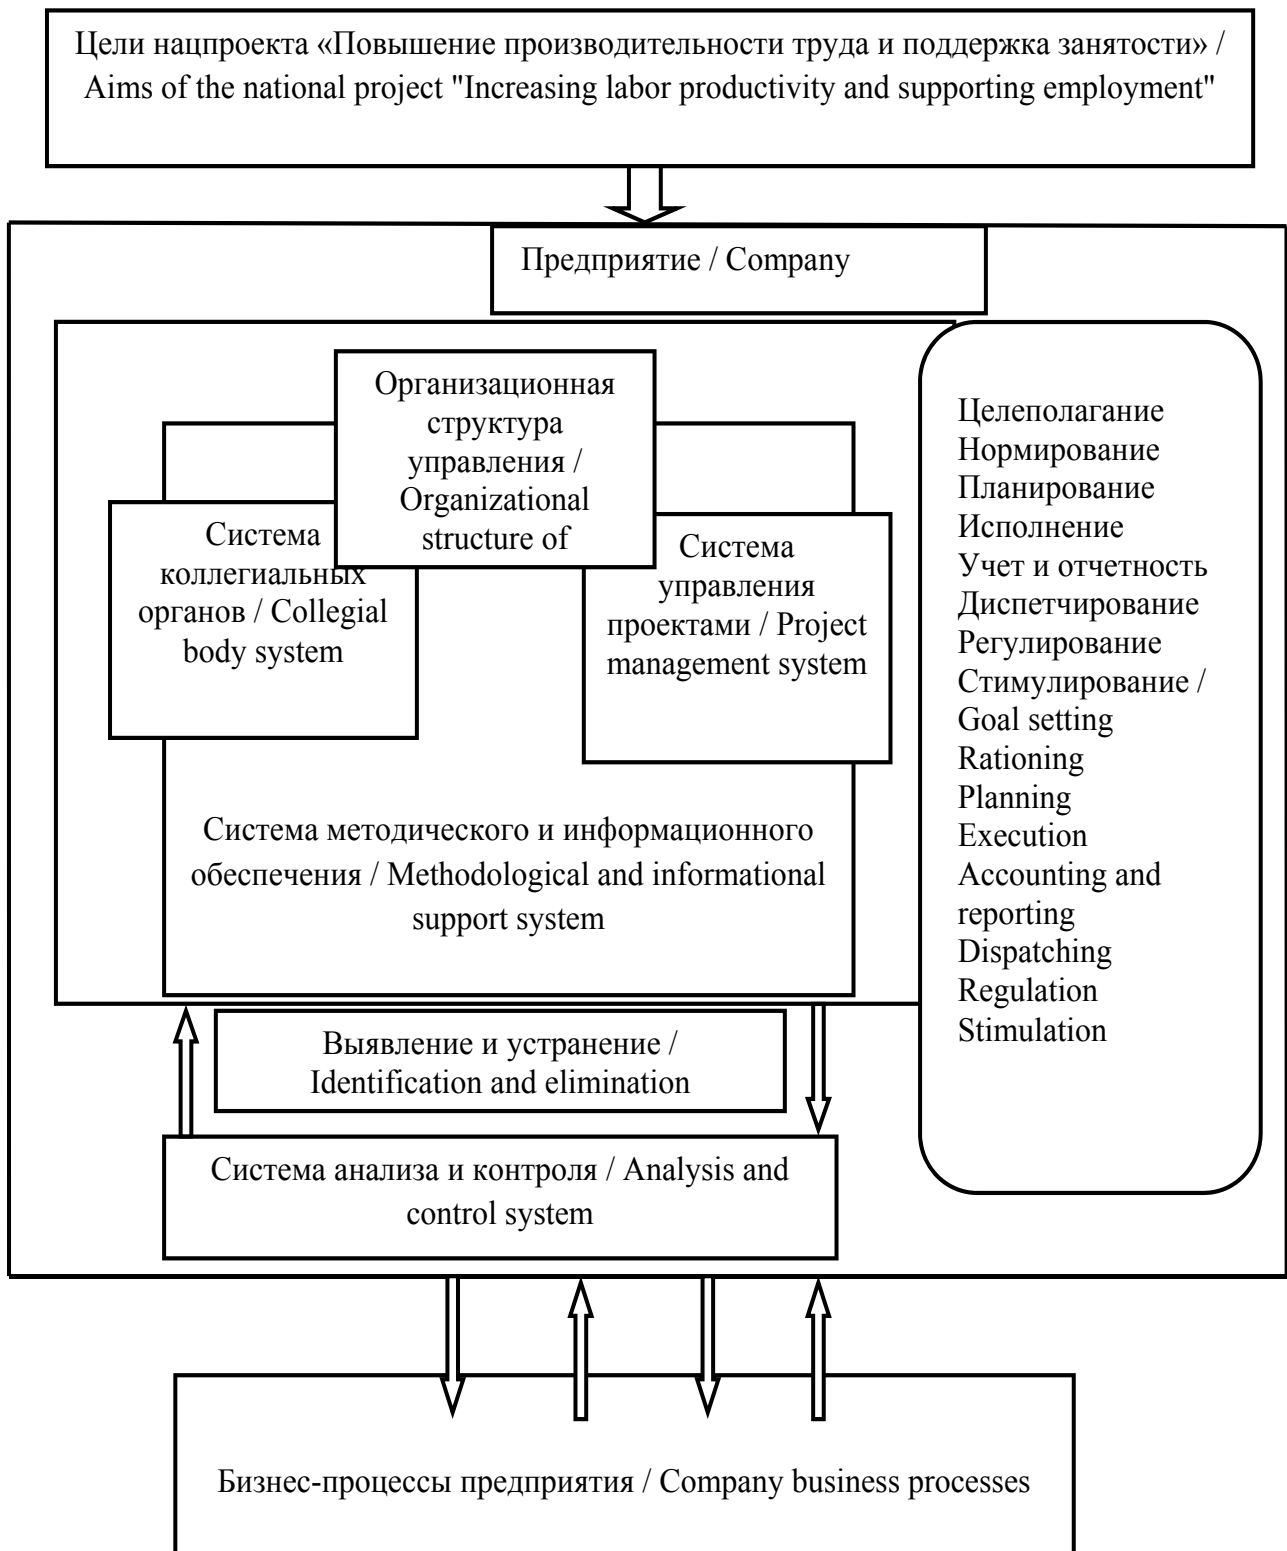 Цели нацпроекта «Повышение производительности труда и поддержка занятости» /
Aims of the national project "Increasing labor productivity and supporting employment"
Предприятие / Company
Организационная
структура
управления /
Organizational
structure of
Система
коллегиальных
органов / Collegial
body system
Система
управления
проектами / Project
management system
Система методического и информационного
обеспечения / Methodological and informational
support system
Целеполагание
Нормирование
Планирование
Исполнение
Учет и отчетность
Диспетчирование
Регулирование
Стимулирование /
Goal setting
Rationing
Planning
Execution
Accounting and
reporting
Dispatching
Regulation
Stimulation
Выявление и устранение /
Identification and elimination
Система анализа и контроля / Analysis and
control system
Бизнес-процессы предприятия / Company business processes